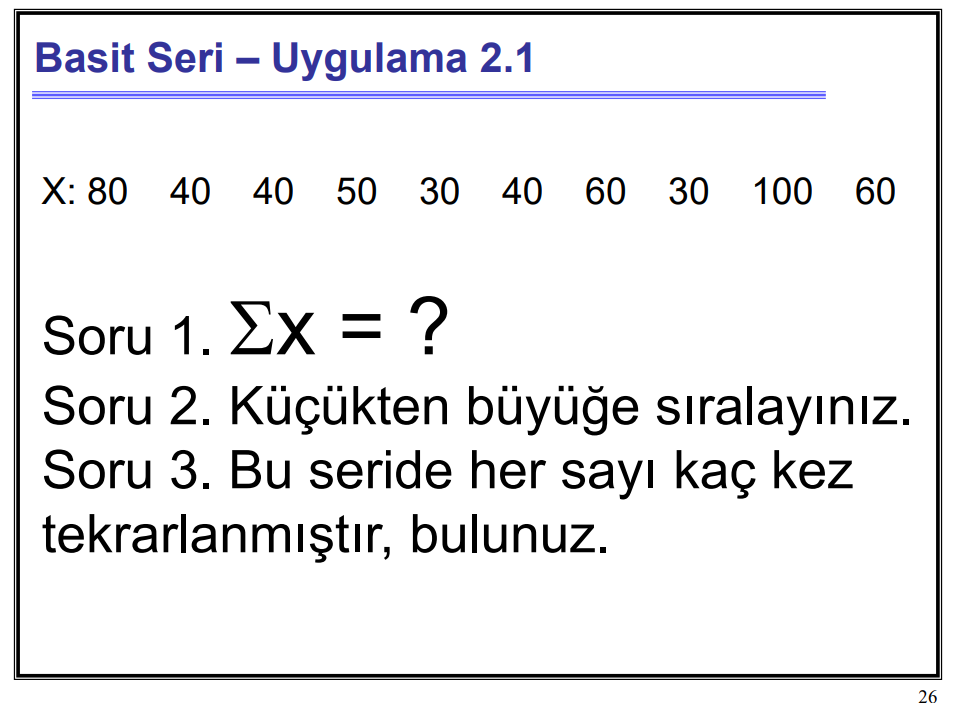 Basit Seri – Uygulama 2.1
X: 80 40 40 50 30 40 60 30 100 60
Soru 1. Σx = ?
Soru 2. Küçükten büyüğe sıralayınız.
Soru 3. Bu seride her sayı kaç kez
tekrarlanmıştır, bulunuz.
26